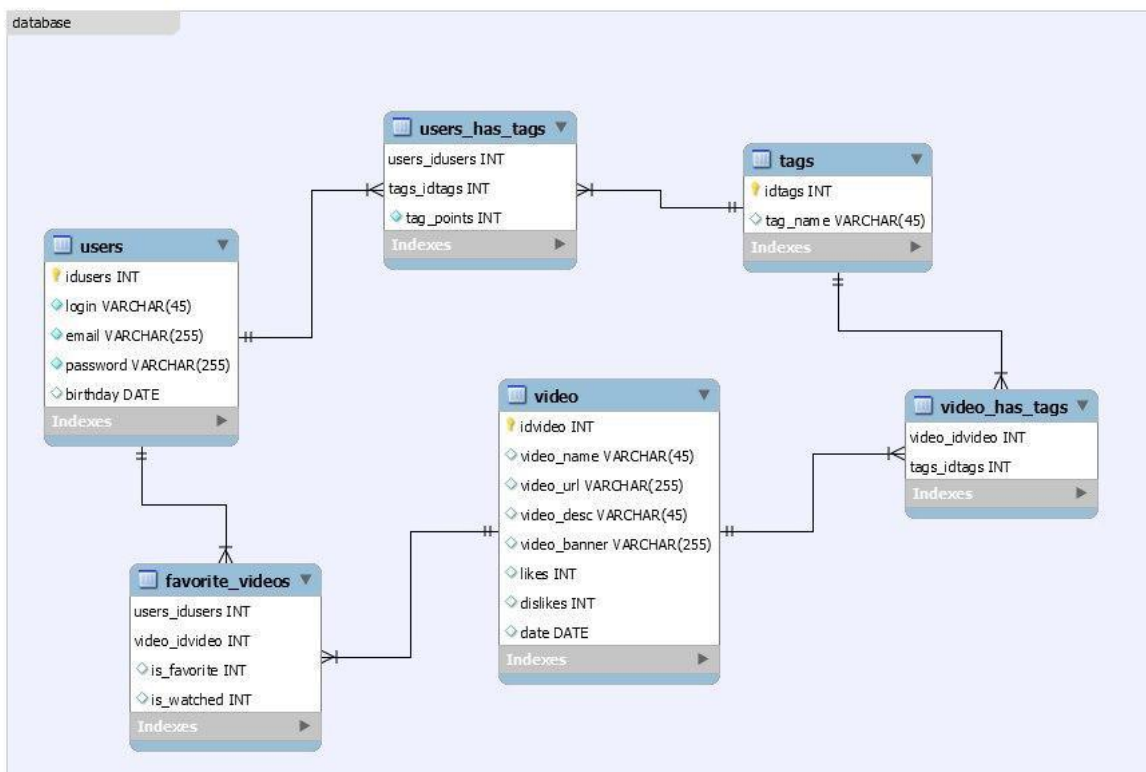 database
users_has_tags
users_idusers INT
tags_idtags INT
tag_points INT
Indexes
tags
idtags INT
tag_name VARCHAR(45)
Indexes
users
idusers INT
login VARCHAR(45)
email VARCHAR(255)
password VARCHAR(255)
birthday DATE
Indexes
video
idvideo INT
video_name VARCHAR(45)
video_url VARCHAR(255)
video_desc VARCHAR(45)
video_banner VARCHAR(255)
likes INT
dislikes INT
date DATE
Indexes
video_has_tags
video_idvideo INT
tags_idtags INT
Indexes
favorite_videos
users_idusers INT
video_idvideo INT
is_favorite INT
is_watched INT
Indexes